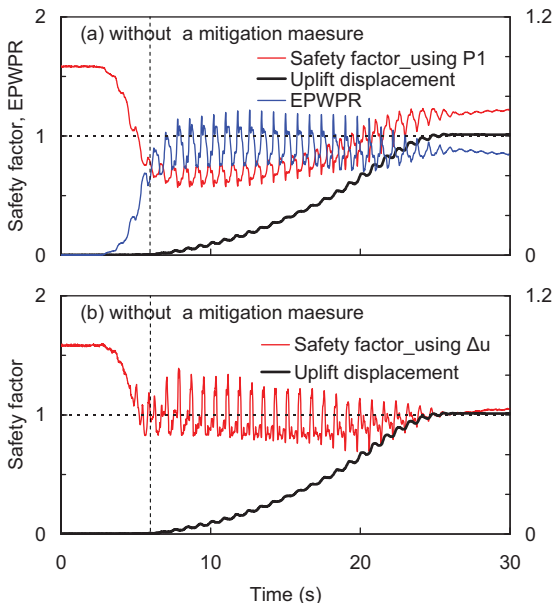 2
1.2
(a) without a mitigation maesure
Safety factor_using P1
Uplift displacement
EPWPR
Safety factor, EPWPR
1
0
0
2
1.2
(b) without a mitigation maesure
Safety factor_using Δu
Uplift displacement
Safety factor
1
0
0
0
10
20
30
Time (s)